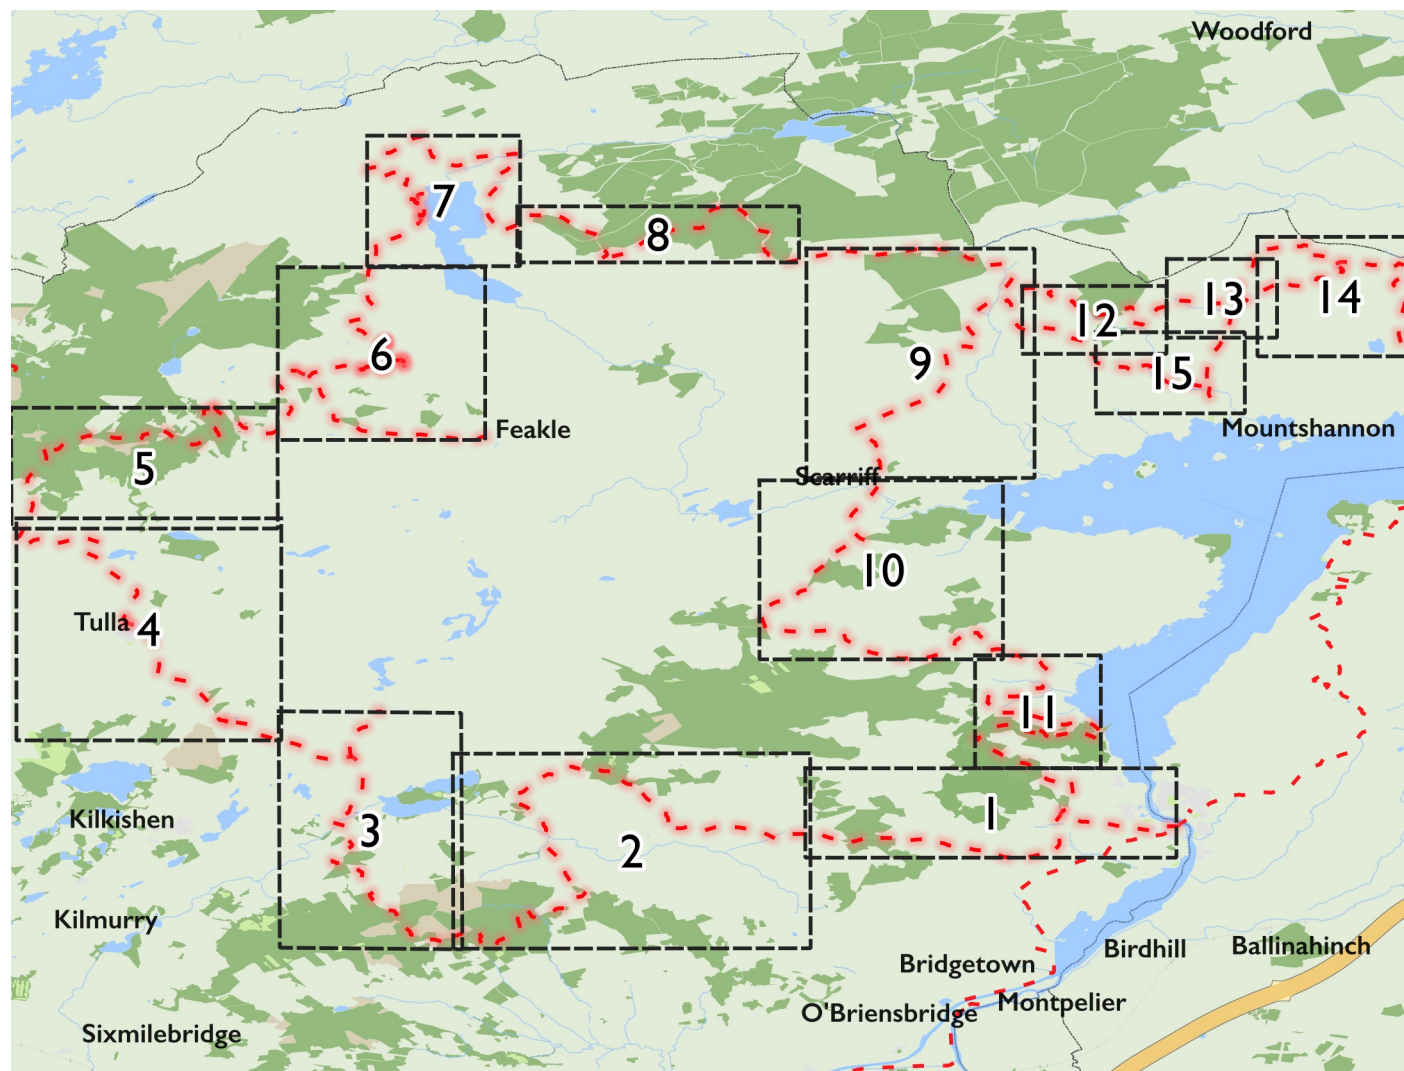 Woodford
7
8
13
14
12
6
9
15
Feakle
Mountshannon
5
Scarriff
10
Tulla
4
11
1
Kilkishen
3
2
Kilmurry
Birdhill
Ballinahinch
Bridgetown
Montpelier
O'Briensbridge
Sixmilebridge